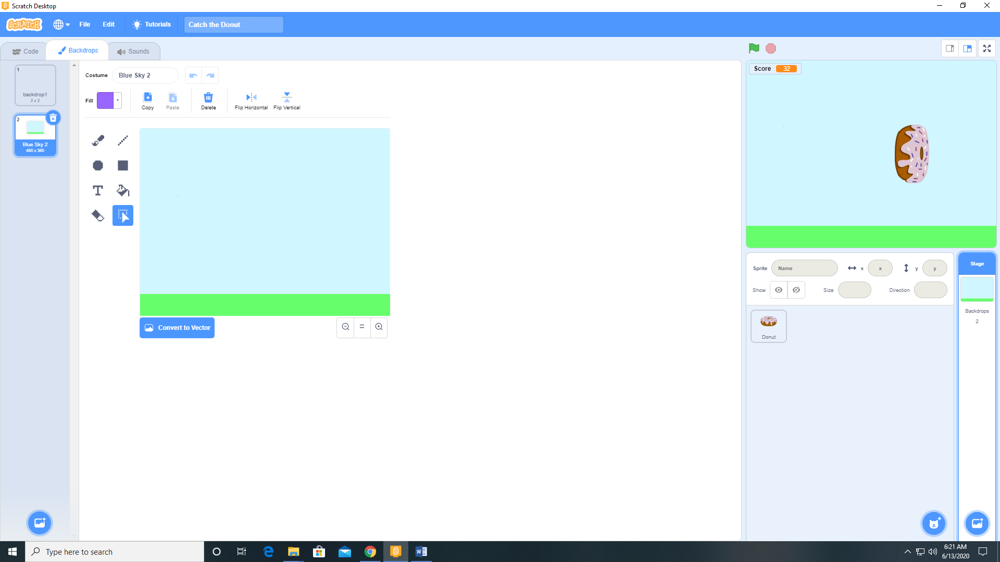 Scratch Desktop
SCRATCH File Edit Tutorials Catch the Donut
Code Backdrops Sounds
1
backdrop1
2 x 2
2
Blue Sky 2
480 x 360
Costume Blue Sky 2
Fill Copy Paste Delete Flip Horizontal Flip Vertical
T
Convert to Vector
Score 32
Sprite Name x x y y
Show Size Direction
Donut
Stage
Backdrops
2
Type here to search
6:21 AM
6/13/2020